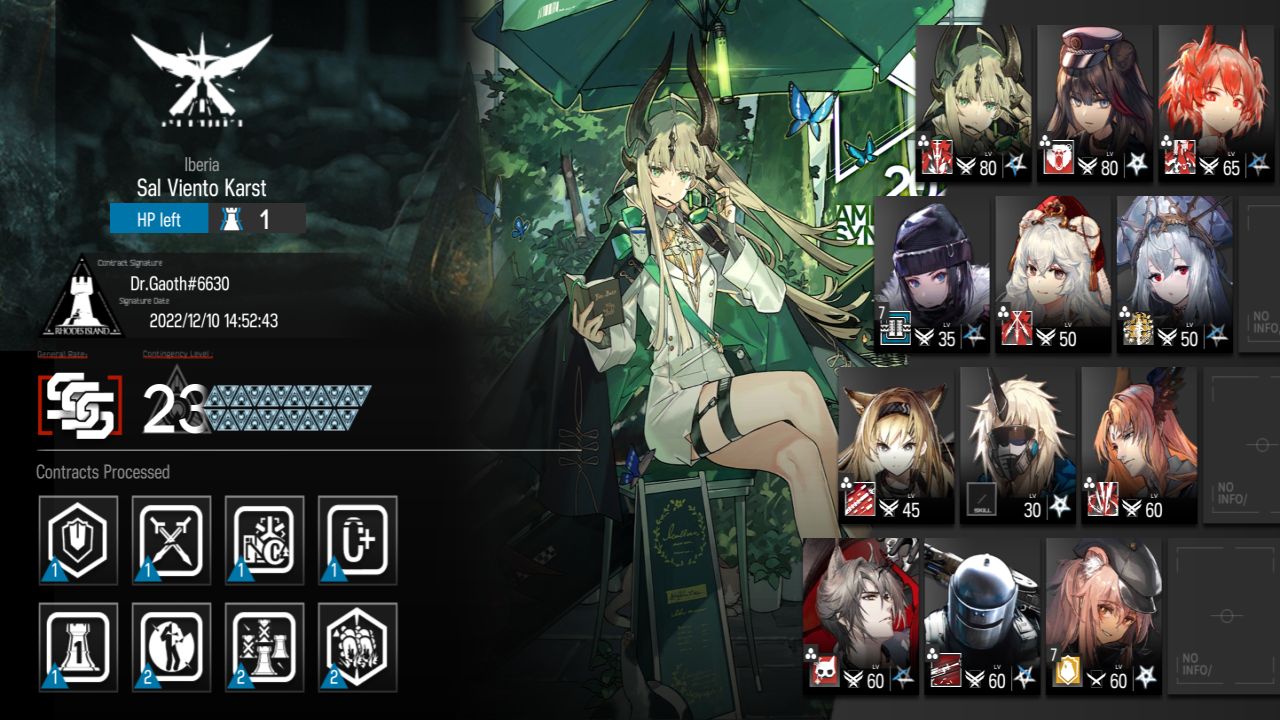 Iberia
Sal Viento Karst
HP left
1
Contract Signature
Dr.Gaoth#6630
Signature Date
2022/12/10 14:52:43
RHODES ISLAND
General Rate:
Contingency Level:
23
Contracts Processed
1
1
1
1
1
2
2
2
LV
80
LV
80
LV
65
7
LV
35
LV
50
LV
50
NO
INFO/
LV
45
SKILL
LV
30
LV
60
NO
INFO/
LV
60
LV
60
7
LV
60
NO
INFO/